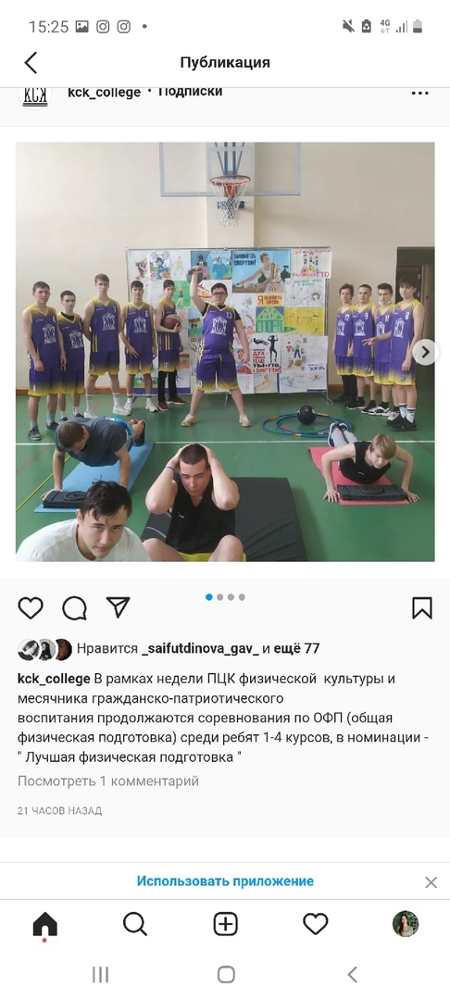 15:25
4G
Публикация
КСК
kck_college • Подписки
Я ВЫБИРАЮ
ГТО
Нравится _saifutdinova_gav_ и ещё 77
kck_college В рамках недели ПЦК физической культуры и
месячника гражданско-патриотического
воспитания продолжаются соревнования по ОФП (общая
физическая подготовка) среди ребят 1-4 курсов, в номинации -
" Лучшая физическая подготовка "
Посмотреть 1 комментарий
21 ЧАСОВ НАЗАД
Использовать приложение